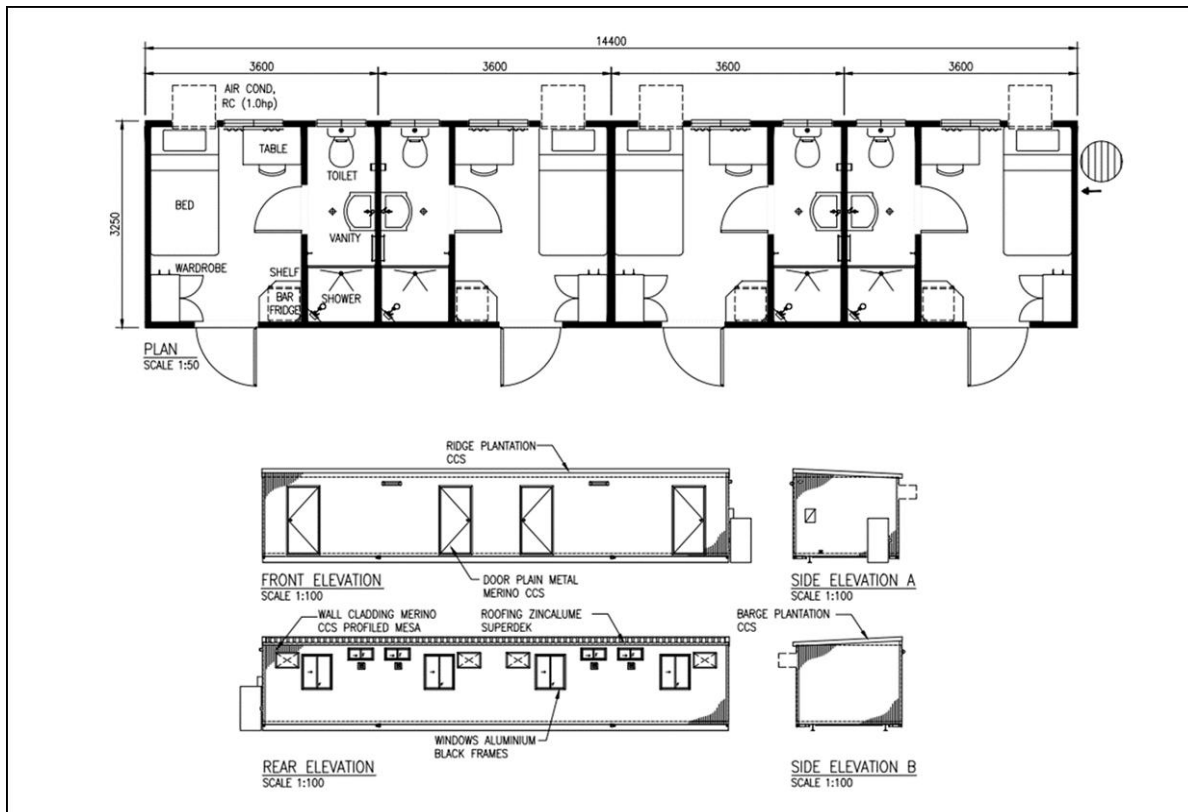 14400
3600
3600
3600
3600
AIR COND,
RC (1.0hp)
3250
TABLE
TOILET
BED
VANITY
WARDROBE
SHELF
BAR
FRIDGE
SHOWER
PLAN
SCALE 1:50
RIDGE PLANTATION
CCS
FRONT ELEVATION
SCALE 1:100
DOOR PLAIN METAL
MERINO CCS
SIDE ELEVATION A
SCALE 1:100
WALL CLADDING MERINO
CCS PROFILED MESA
ROOFING ZINCALUME
SUPERDEK
BARGE PLANTATION
CCS
WINDOWS ALUMINIUM
BLACK FRAMES
REAR ELEVATION
SCALE 1:100
SIDE ELEVATION B
SCALE 1:100